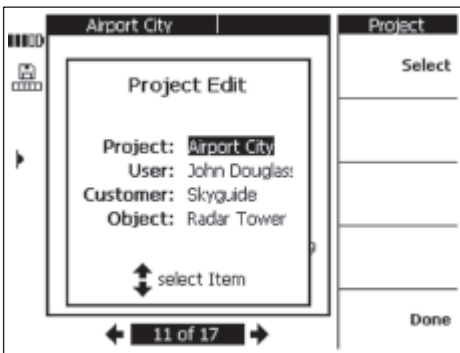 Airport City
Project
Select
Project Edit
Project: Airport City
User: John Douglas
Customer: Skyguide
Object: Radar Tower
select Item
11 of 17
Done